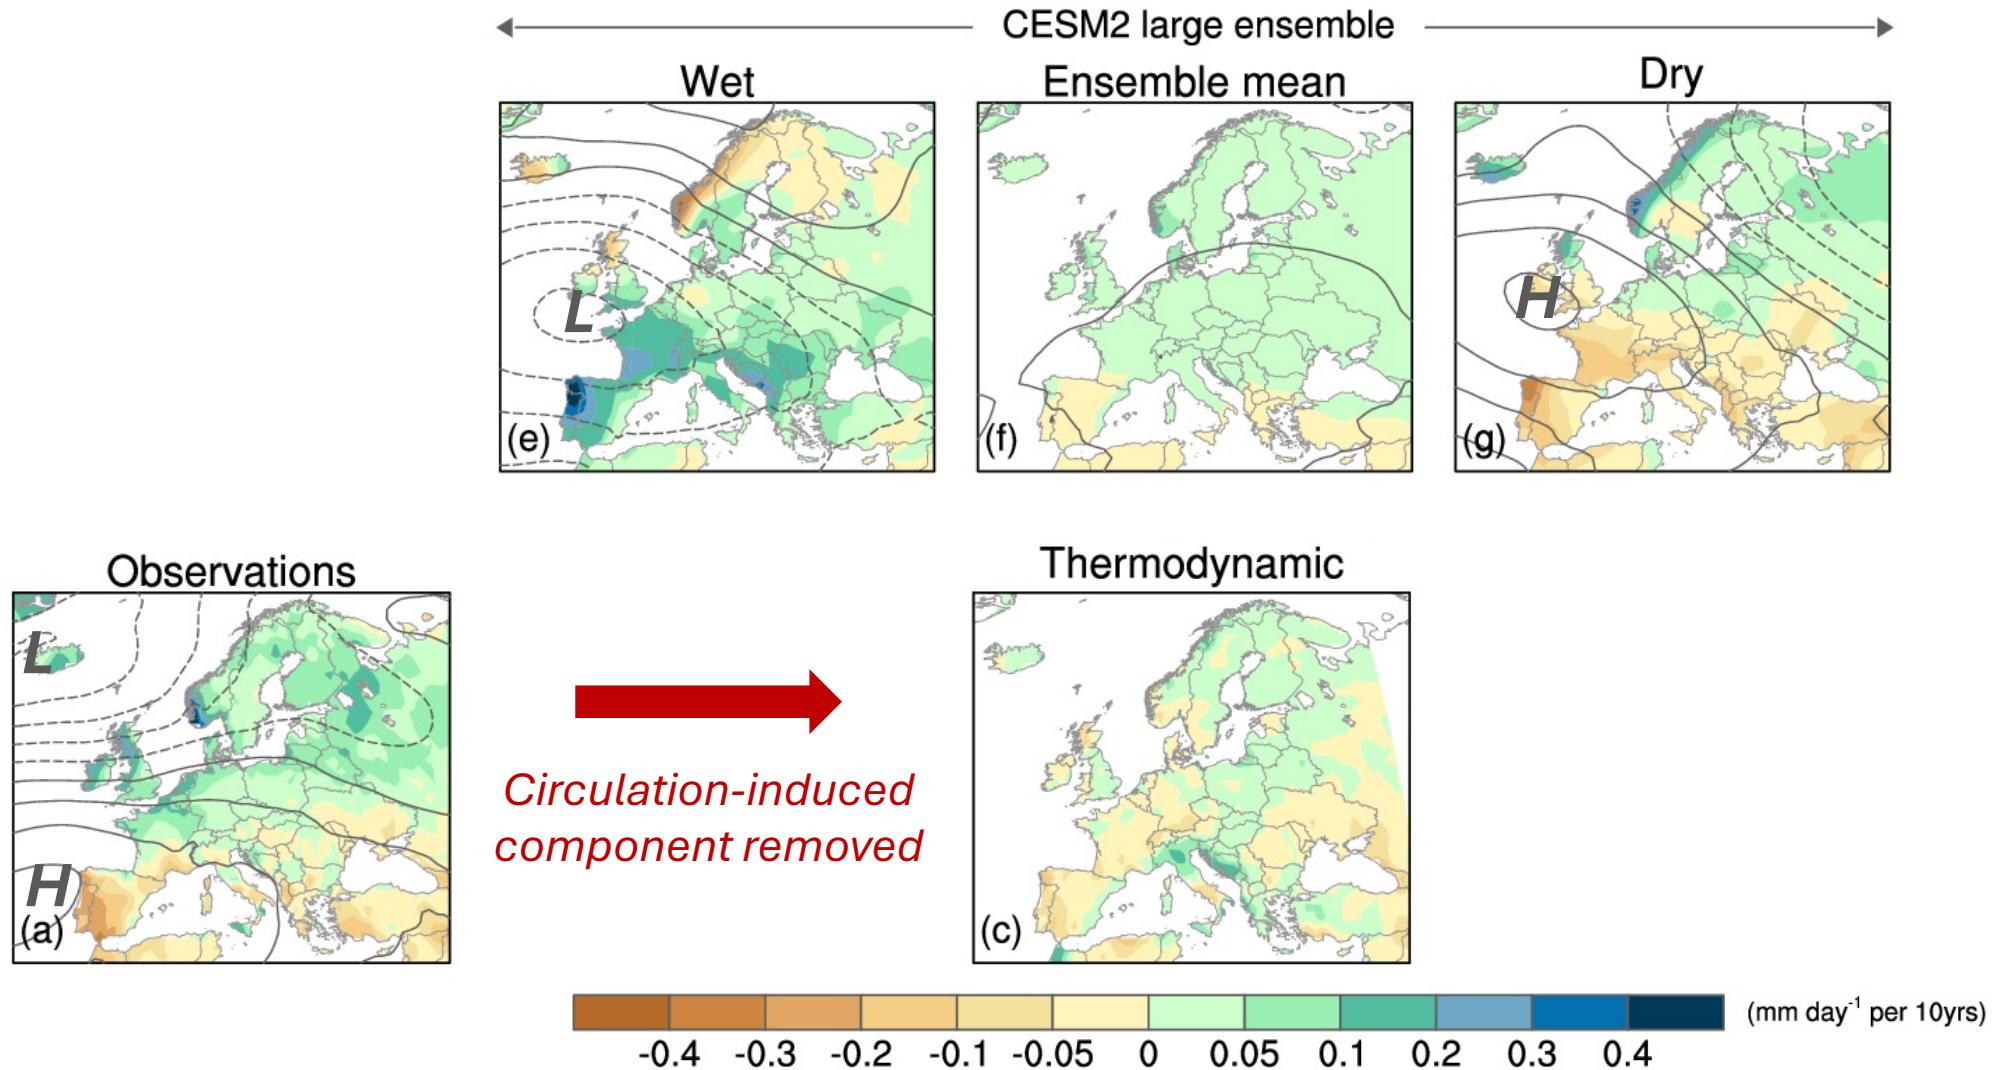 CESM2 large ensemble
Wet
Ensemble mean
Dry
L
H
(e)
(f)
(g)
Observations
Thermodynamic
L
H
(a)
Circulation-induced
component removed
(c)
-0.4 -0.3 -0.2 -0.1 -0.05 0 0.05 0.1 0.2 0.3 0.4
(mm day⁻¹ per 10yrs)